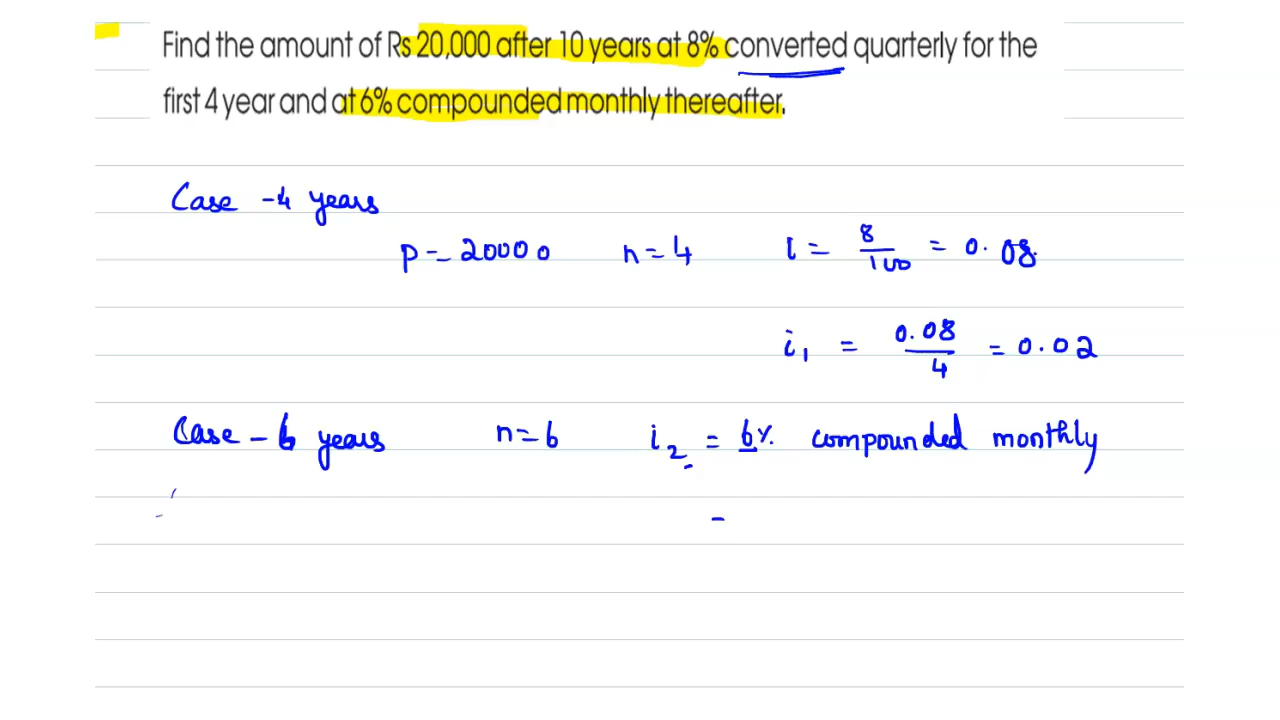 Find the amount of Rs 20,000 after 10 years at 8% converted quarterly for the
first 4 year and at 6% compounded monthly thereafter.
Case - 4 years
p = 20000 n = 4 i = 8/100 = 0.08
i₁ = 0.08/4 = 0.02
Case - 6 years n = 6 i₂ = 6% compounded monthly
=